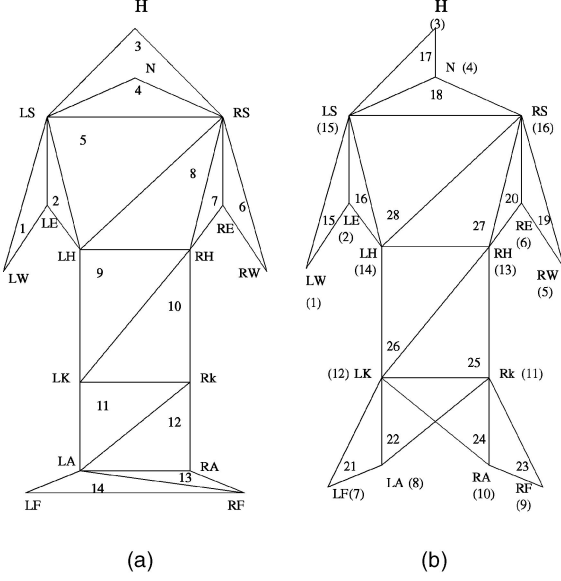 H
3
N
4
LS
RS
5
8
2
7
6
1
LE
RE
LH
RH
LW
RW
9
10
LK
Rk
11
12
LA
RA
13
14
LF
RF
(a)
H
(3)
17
N (4)
18
LS
(15)
RS
(16)
16
20
15
19
LE
(2)
28
27
RE
(6)
LH
(14)
RH
(13)
LW
(1)
RW
(5)
26
25
(12) LK
Rk (11)
22
24
21
23
LF(7)
LA (8)
RA
(10)
RF
(9)
(b)